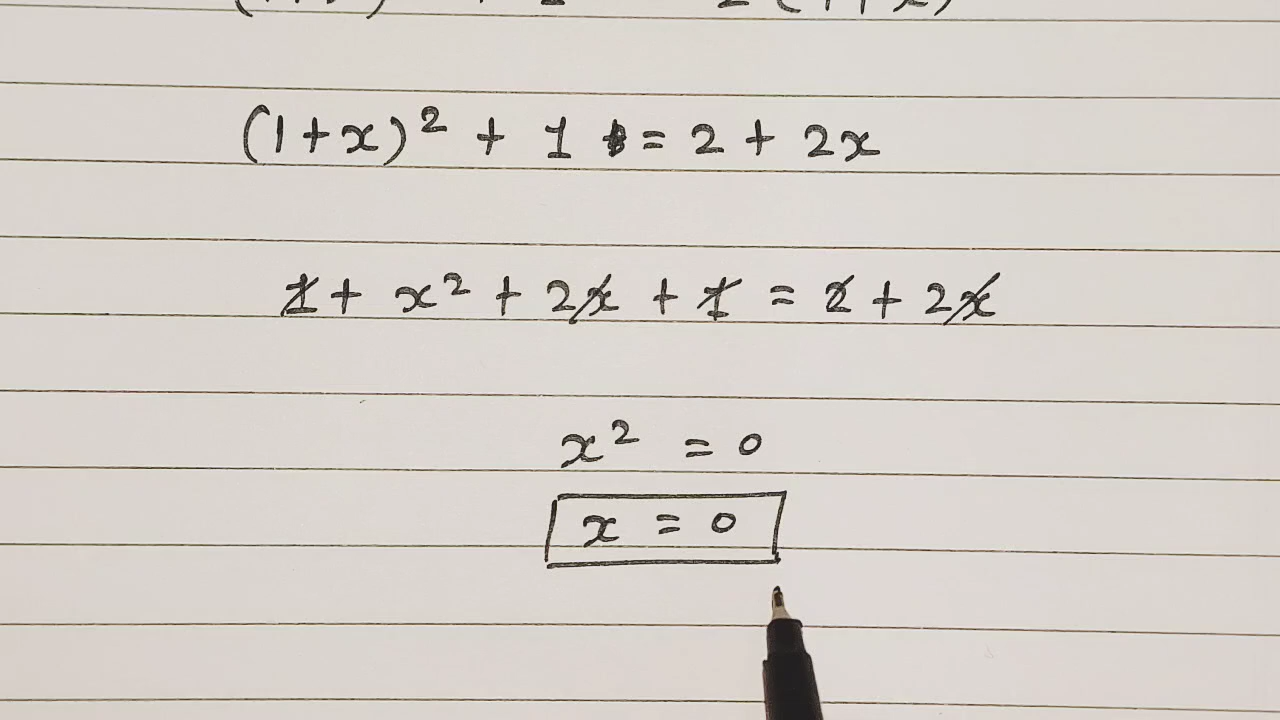 (1+x)² + 1 = 2 + 2x
1 + x² + 2x + 1 = 2 + 2x
x² = 0
x = 0